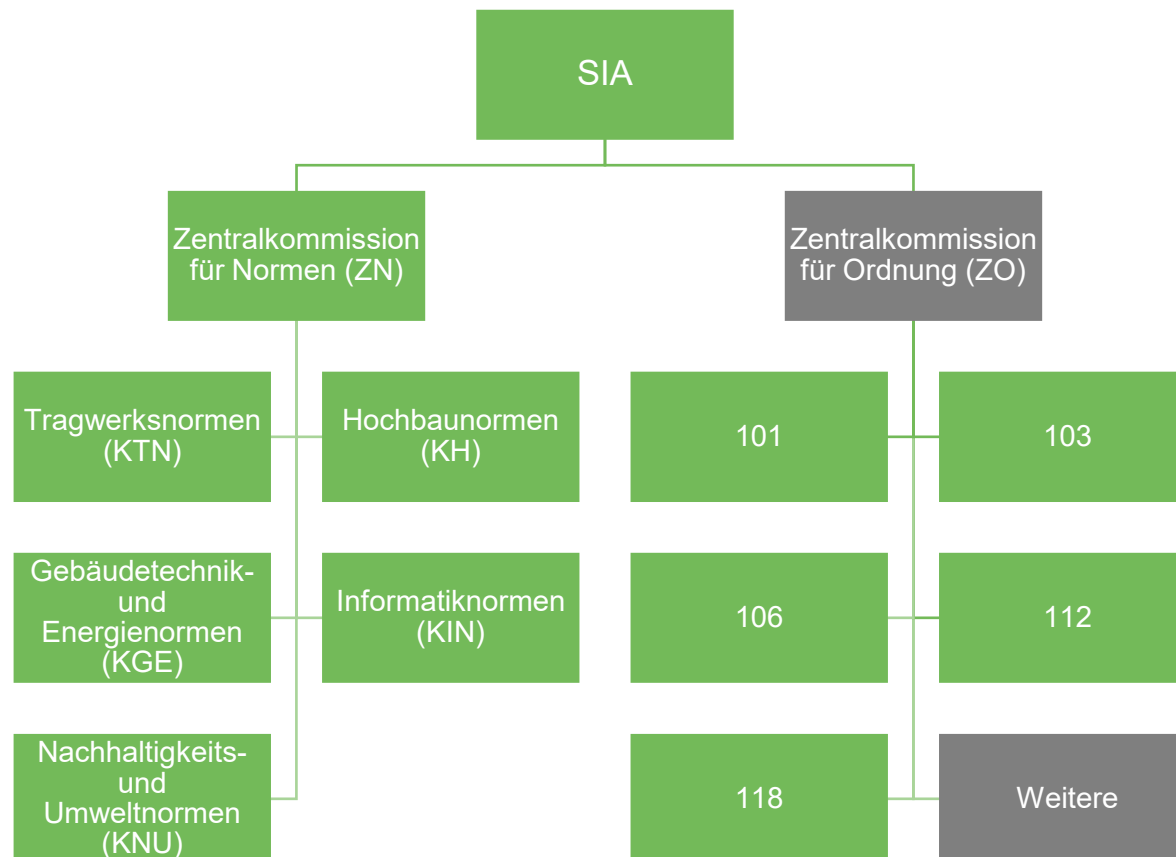 SIA
Zentralkommission
für Normen (ZN)
Zentralkommission
für Ordnung (ZO)
Tragwerksnormen
(KTN)
Hochbaunormen
(KH)
101
103
Gebäudetechnik-
und
Energienormen
(KGE)
Informatiknormen
(KIN)
106
112
Nachhaltigkeits-
und
Umweltnormen
(KNU)
118
Weitere